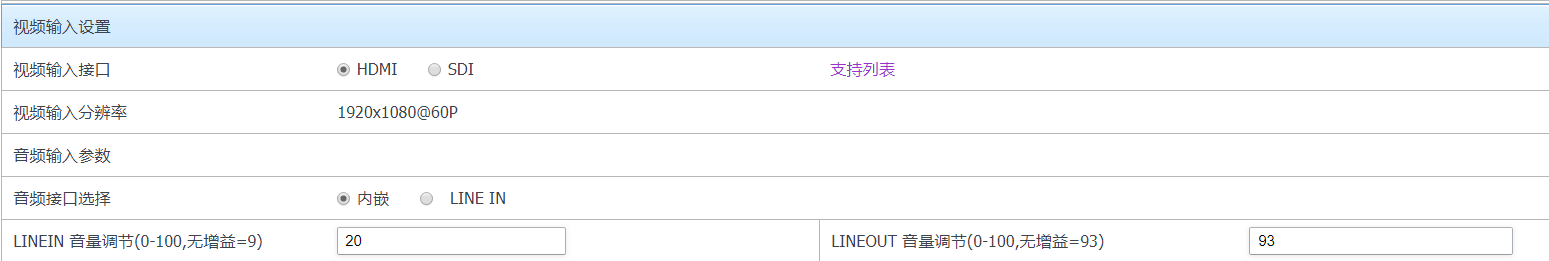 视频输入设置
视频输入接口 HDMI SDI 支持列表
视频输入分辨率 1920x1080@60P
音频输入参数
音频接口选择 内嵌 LINE IN
LINEIN 音量调节(0-100,无增益=9) 20 LINEOUT 音量调节(0-100,无增益=93) 93